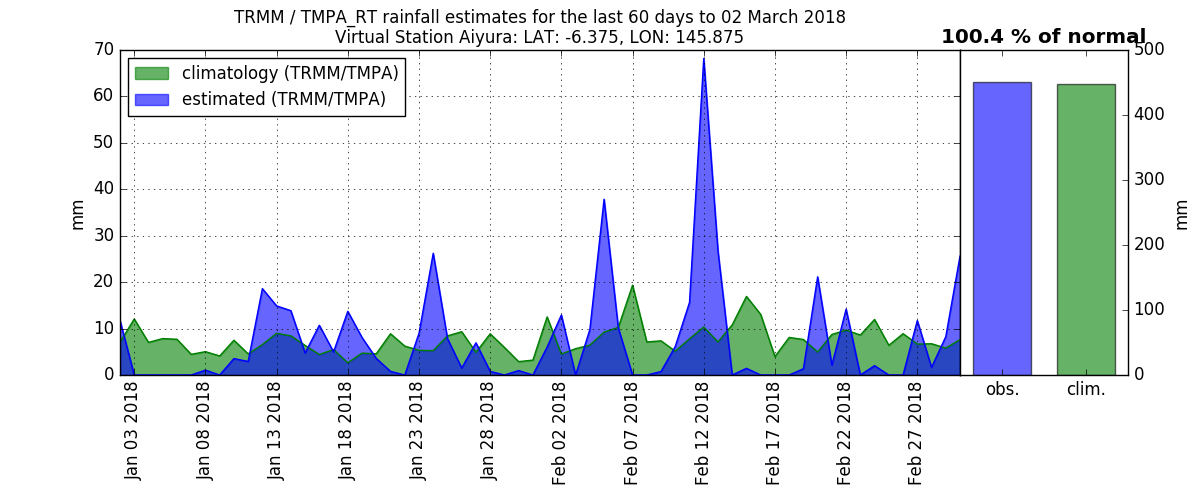 TRMM / TMPA_RT rainfall estimates for the last 60 days to 02 March 2018
Virtual Station Aiyura: LAT: -6.375, LON: 145.875
100.4 % of normal
climatology (TRMM/TMPA)
estimated (TRMM/TMPA)
70
60
50
40
30
20
10
0
mm
Jan 03 2018
Jan 08 2018
Jan 13 2018
Jan 18 2018
Jan 23 2018
Jan 28 2018
Feb 02 2018
Feb 07 2018
Feb 12 2018
Feb 17 2018
Feb 22 2018
Feb 27 2018
obs.
clim.
500
400
300
200
100
0
mm